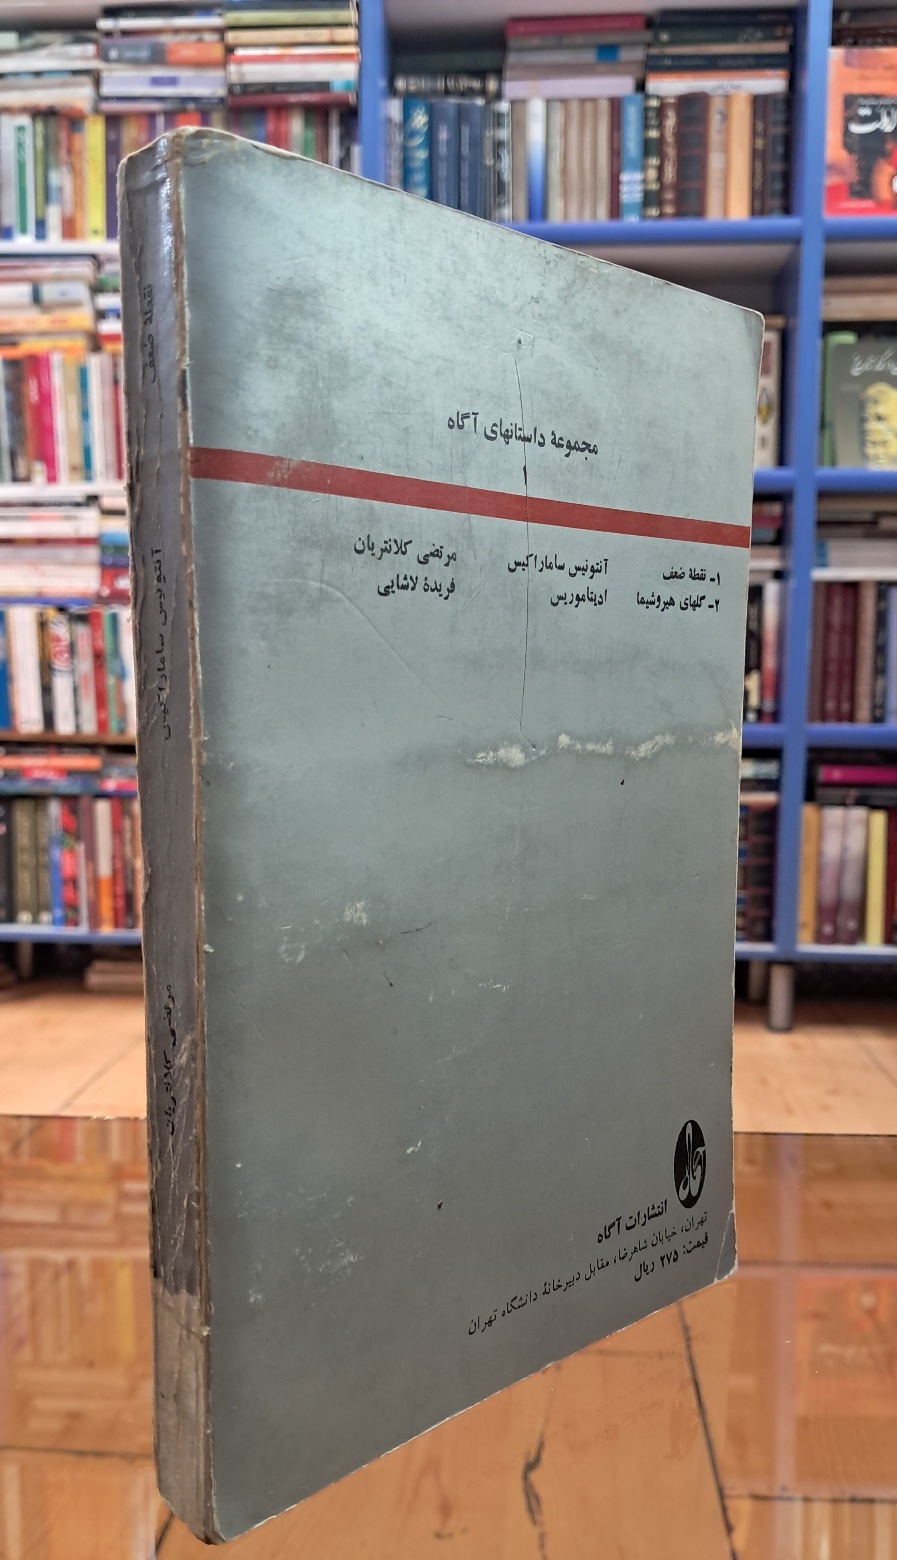 مجموعهٔ داستانهای آگاه
۱- نقطهٔ ضعف آنتونیس ساماراکیس مرتضی کلانتریان
۲- گلهای هیروشیما ادیتاموریس فریدهٔ لاشایی
آگاه
انتشارات آگاه
تهران، خیابان شاهرضا، مقابل دبیرخانهٔ دانشگاه تهران
قیمت: ۲۷۵ ریال
نقطهٔ ضعف
آنتونیس ساماراکیس
مرتضی کلانتریان